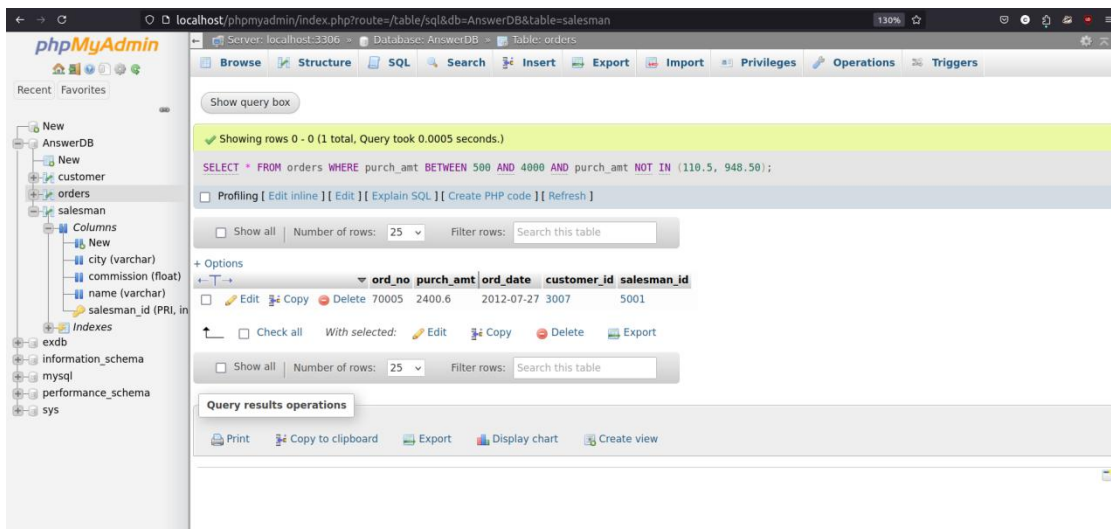 localhost/phpmyadmin/index.php?route=/table/sql&db=AnswerDB&table=salesman 130%
phpMyAdmin
Recent Favorites
New
AnswerDB
New
customer
orders
salesman
Columns
New
city (varchar)
commission (float)
name (varchar)
salesman_id (PRI, in
Indexes
exdb
information_schema
mysql
performance_schema
sys
Server: localhost:3306 » Database: AnswerDB » Table: orders
Browse Structure SQL Search Insert Export Import Privileges Operations Triggers
Show query box
Showing rows 0 - 0 (1 total, Query took 0.0005 seconds.)
SELECT * FROM orders WHERE purch_amt BETWEEN 500 AND 4000 AND purch_amt NOT IN (110.5, 948.50);
Profiling [ Edit inline ] [ Edit ] [ Explain SQL ] [ Create PHP code ] [ Refresh ]
Show all Number of rows: 25 Filter rows: Search this table
+ Options
←T→ ord_no purch_amt ord_date customer_id salesman_id
Edit Copy Delete 70005 2400.6 2012-07-27 3007 5001
Check all With selected: Edit Copy Delete Export
Show all Number of rows: 25 Filter rows: Search this table
Query results operations
Print Copy to clipboard Export Display chart Create view